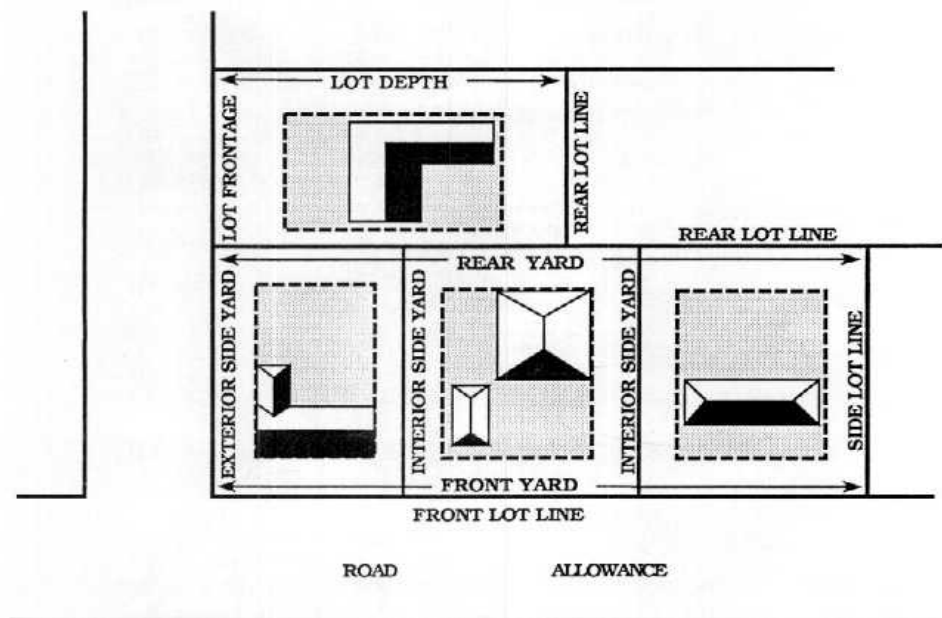 LOT DEPTH
LOT FRONTAGE
REAR LOT LINE
REAR LOT LINE
REAR YARD
EXTERIOR SIDE YARD
INTERIOR SIDE YARD
INTERIOR SIDE YARD
SIDE LOT LINE
FRONT YARD
FRONT LOT LINE
ROAD ALLOWANCE